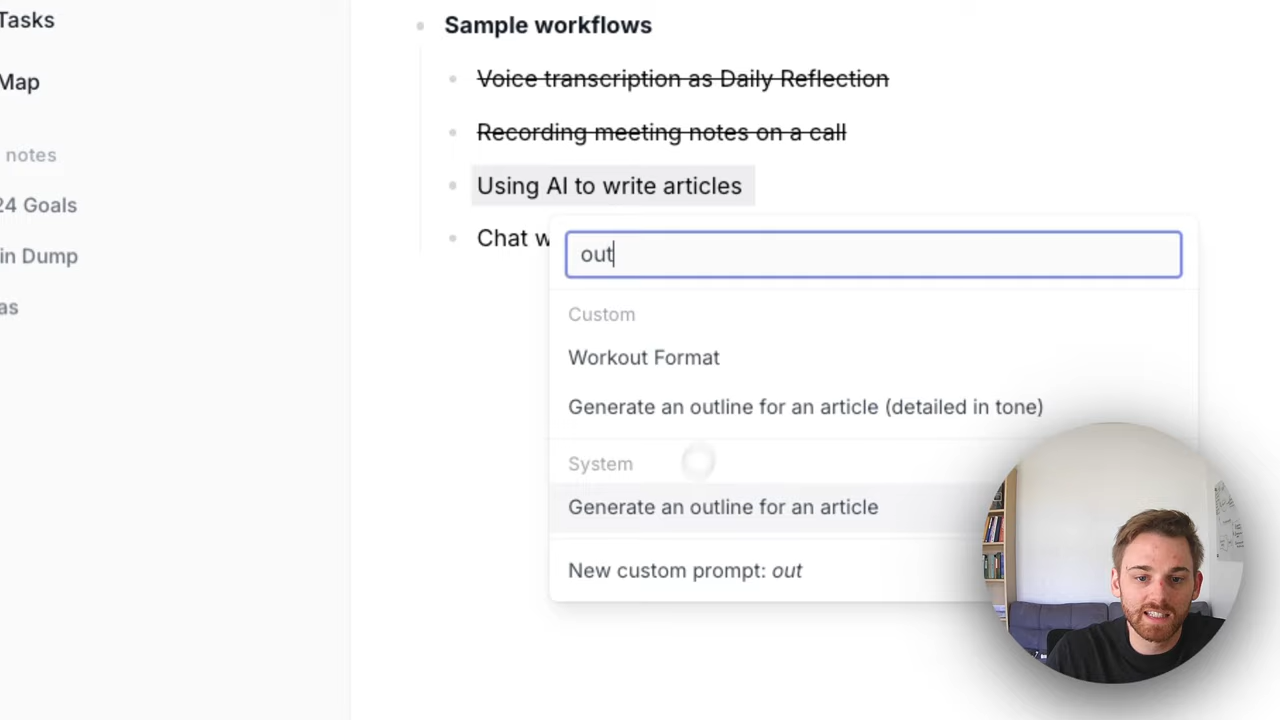 Tasks
Map
notes
24 Goals
in Dump
as
Sample workflows
Voice transcription as Daily Reflection
Recording meeting notes on a call
Using AI to write articles
Chat w
out
Custom
Workout Format
Generate an outline for an article (detailed in tone)
System
Generate an outline for an article
New custom prompt: out